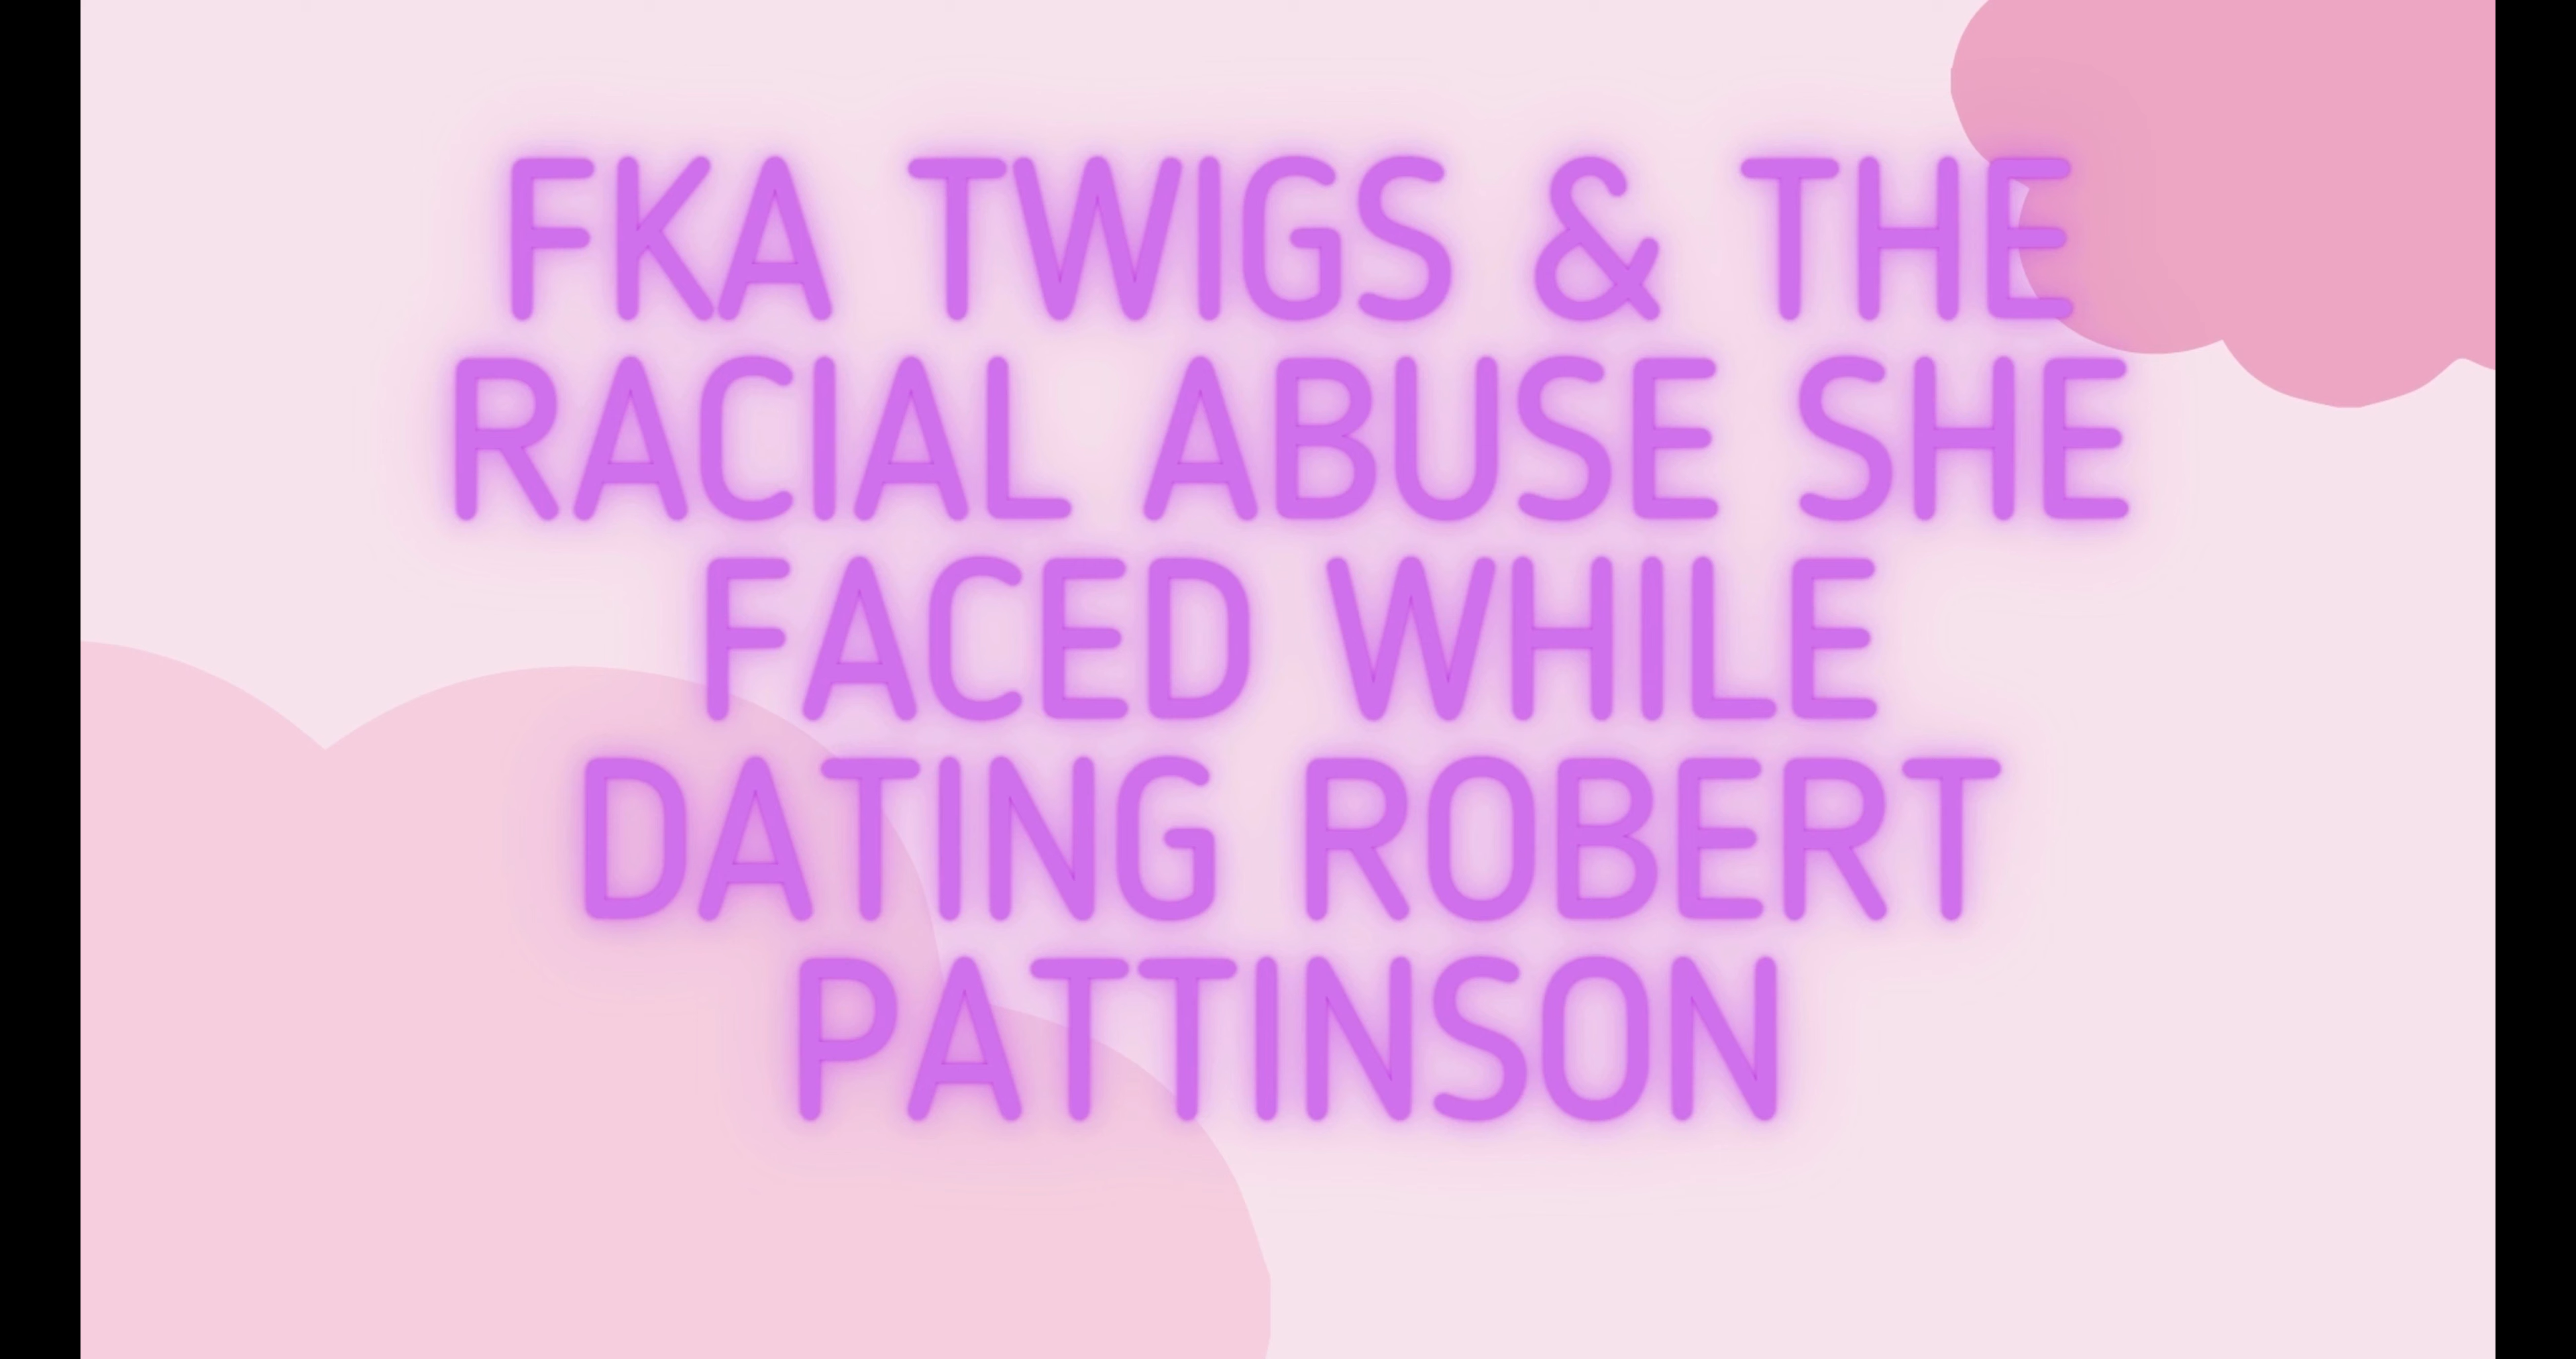 FKA TWIGS & THE
RACIAL ABUSE SHE
FACED WHILE
DATING ROBERT
PATTINSON